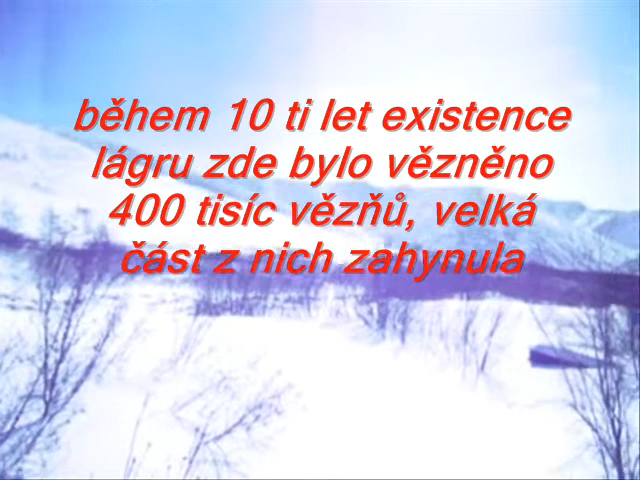 během 10 ti let existence
lágru zde bylo vězněno
400 tisíc vězňů, velká
část z nich zahynula